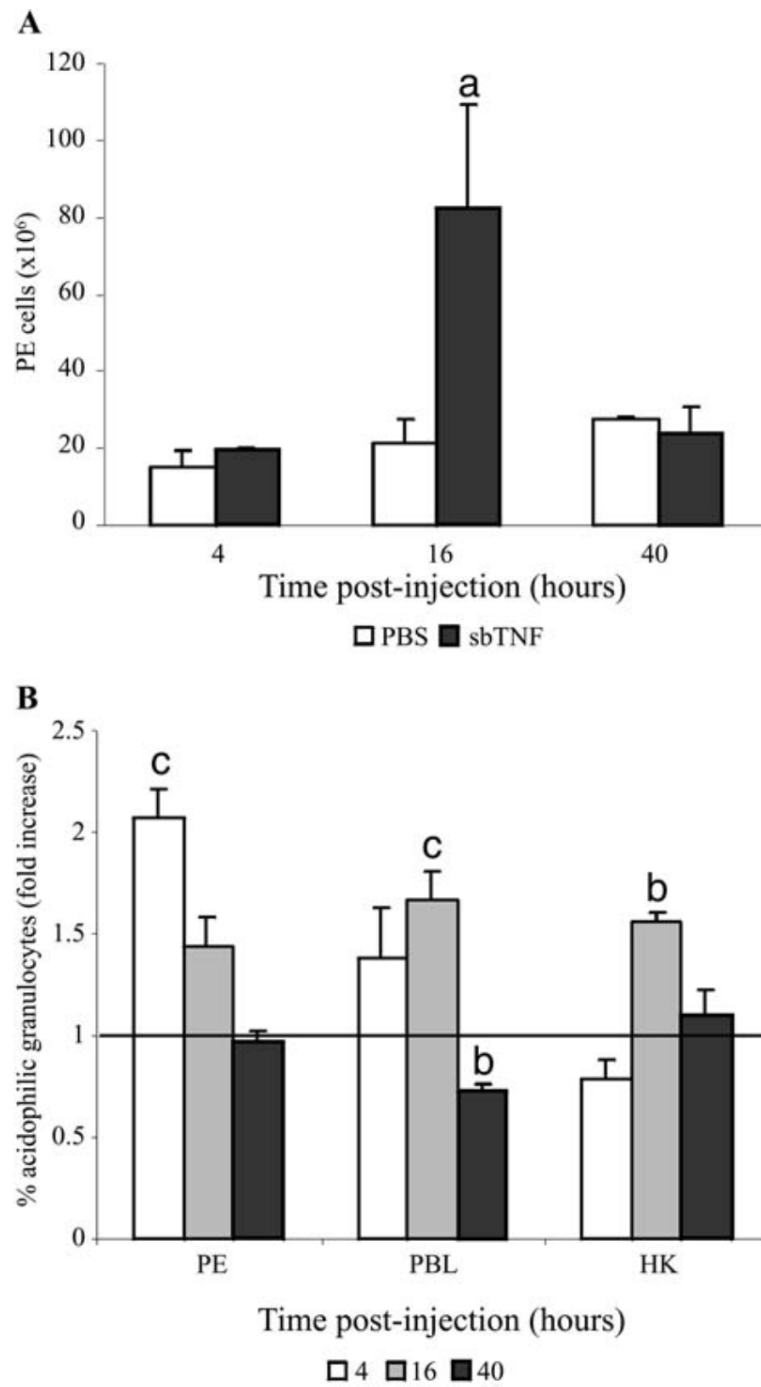 A
120
100
80
60
40
20
0
PE cells (x10⁶)
a
4 16 40
Time post-injection (hours)
PBS sbTNF
B
2.5
2
1.5
1
0.5
0
% acidophilic granulocytes (fold increase)
c
c
b
b
PE PBL HK
Time post-injection (hours)
4 16 40